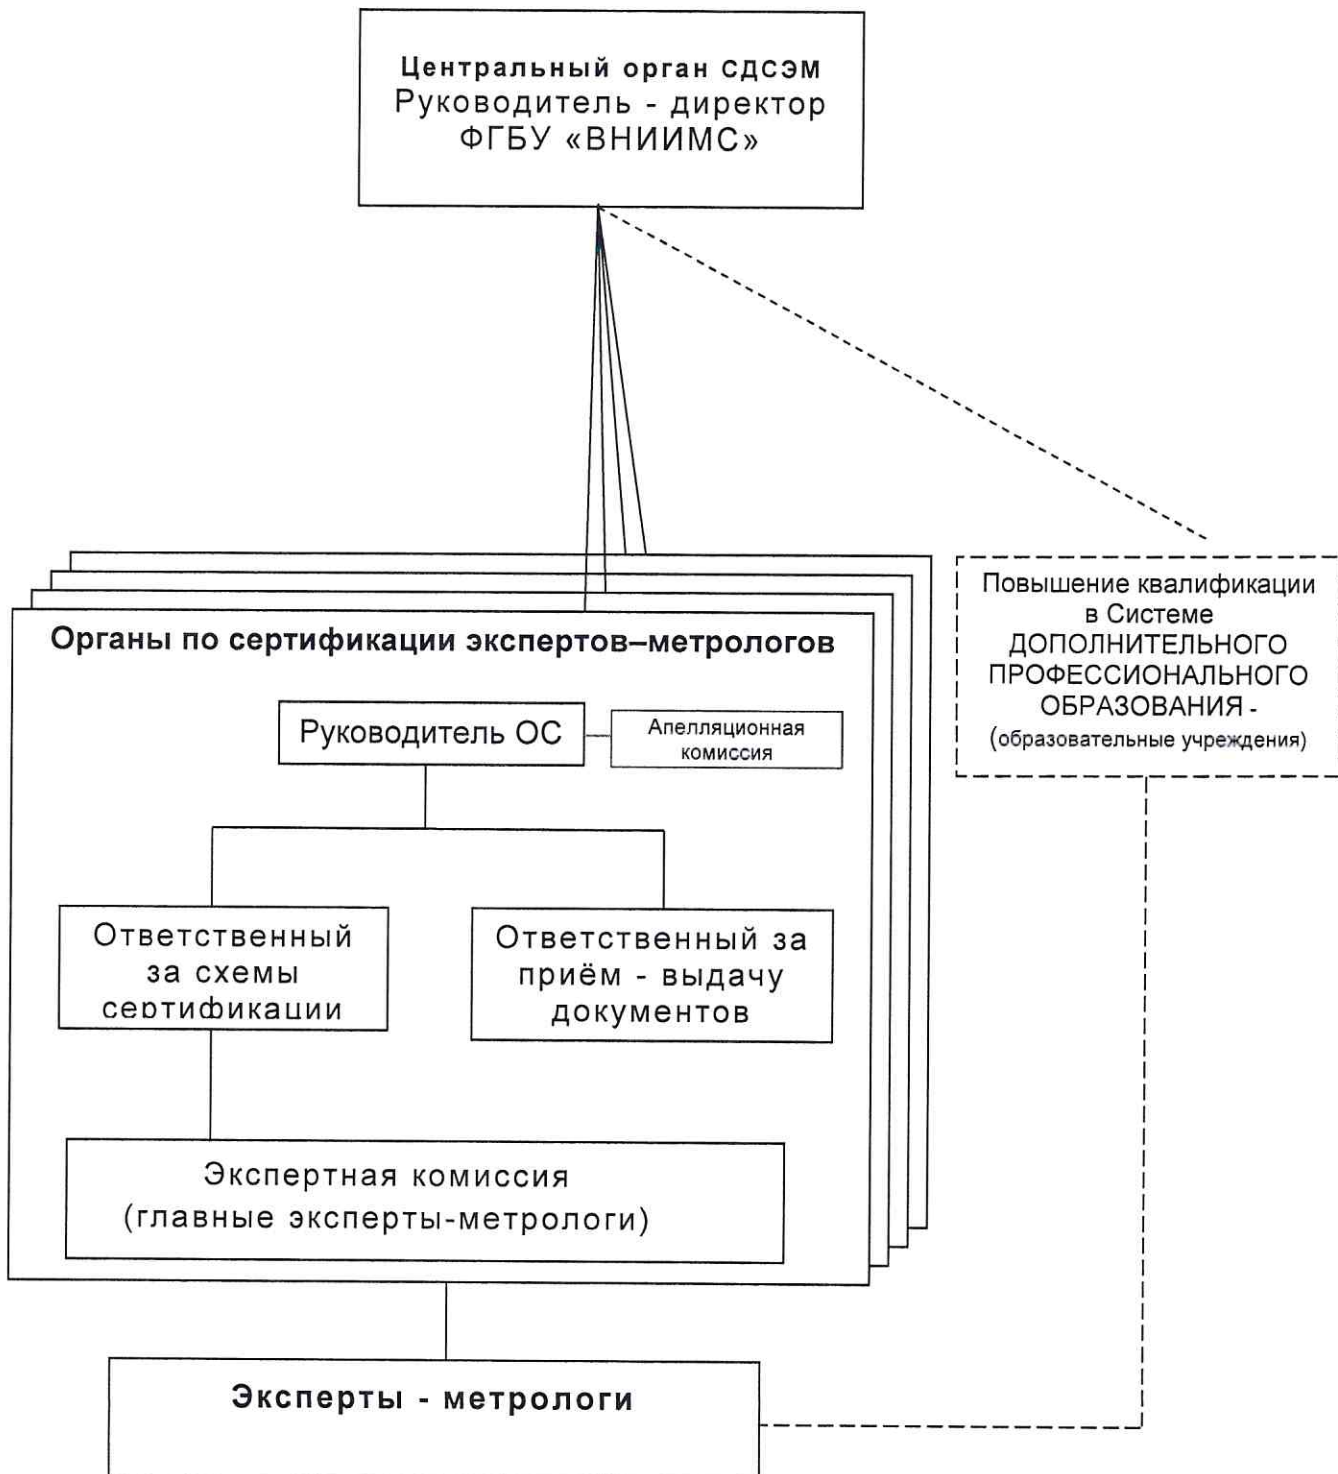 Центральный орган СДСЭМ
Руководитель - директор
ФГБУ «ВНИИМС»
Органы по сертификации экспертов–метрологов
Руководитель ОС
Апелляционная
комиссия
Ответственный
за схемы
сертификации
Ответственный за
приём - выдачу
документов
Экспертная комиссия
(главные эксперты-метрологи)
Повышение квалификации
в Системе
ДОПОЛНИТЕЛЬНОГО
ПРОФЕССИОНАЛЬНОГО
ОБРАЗОВАНИЯ -
(образовательные учреждения)
Эксперты - метрологи